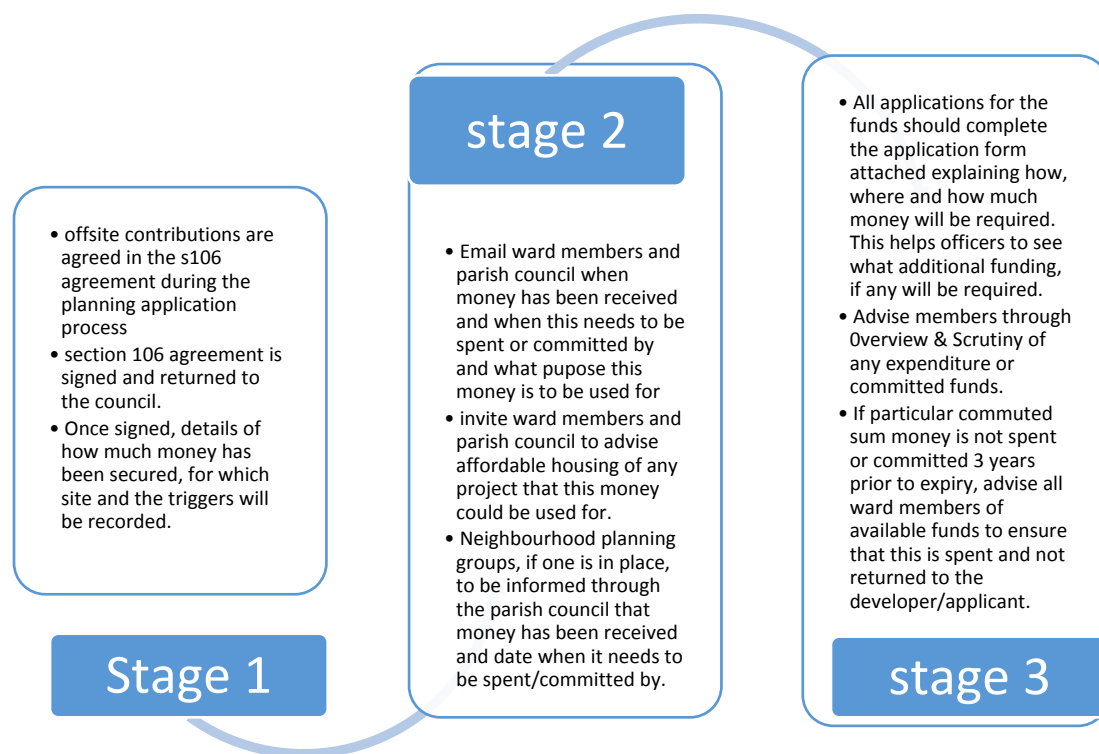 • offsite contributions are
agreed in the s106
agreement during the
planning application
process
• section 106 agreement is
signed and returned to
the council.
• Once signed, details of
how much money has
been secured, for which
site and the triggers will
be recorded.
Stage 1
stage 2
• Email ward members and
parish council when
money has been received
and when this needs to be
spent or committed by
and what pupose this
money is to be used for
• invite ward members and
parish council to advise
affordable housing of any
project that this money
could be used for.
• Neighbourhood planning
groups, if one is in place,
to be informed through
the parish council that
money has been received
and date when it needs to
be spent/committed by.
• All applications for the
funds should complete
the application form
attached explaining how,
where and how much
money will be required.
This helps officers to see
what additional funding,
if any will be required.
• Advise members through
0verview & Scrutiny of
any expenditure or
committed funds.
• If particular commuted
sum money is not spent
or committed 3 years
prior to expiry, advise all
ward members of
available funds to ensure
that this is spent and not
returned to the
developer/applicant.
stage 3